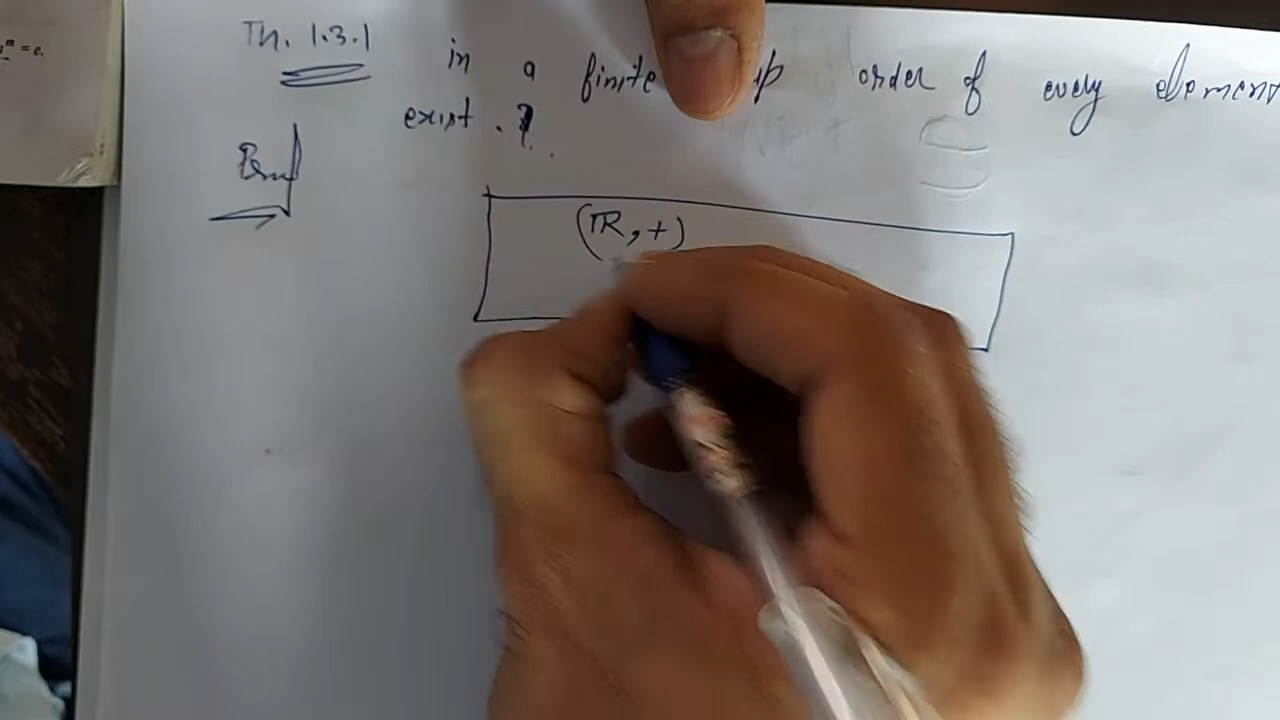 ᵐ = e.
Th. 1.3.1 in a finite order of every element
exist . ?
Proof
(ℝ, +)